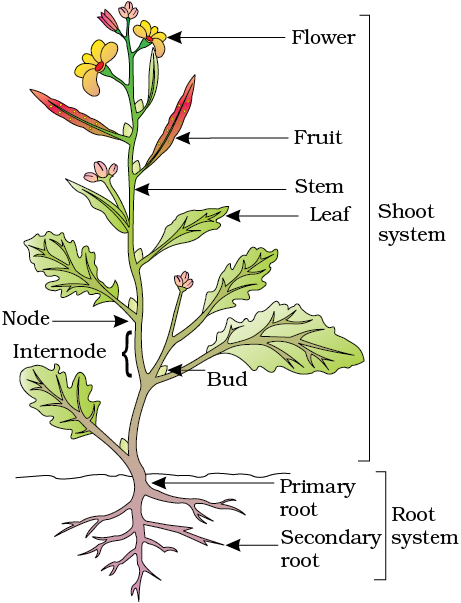 Flower
Fruit
Stem
Leaf
Shoot
system
Node
Internode
Bud
Primary
root
Secondary
root
Root
system